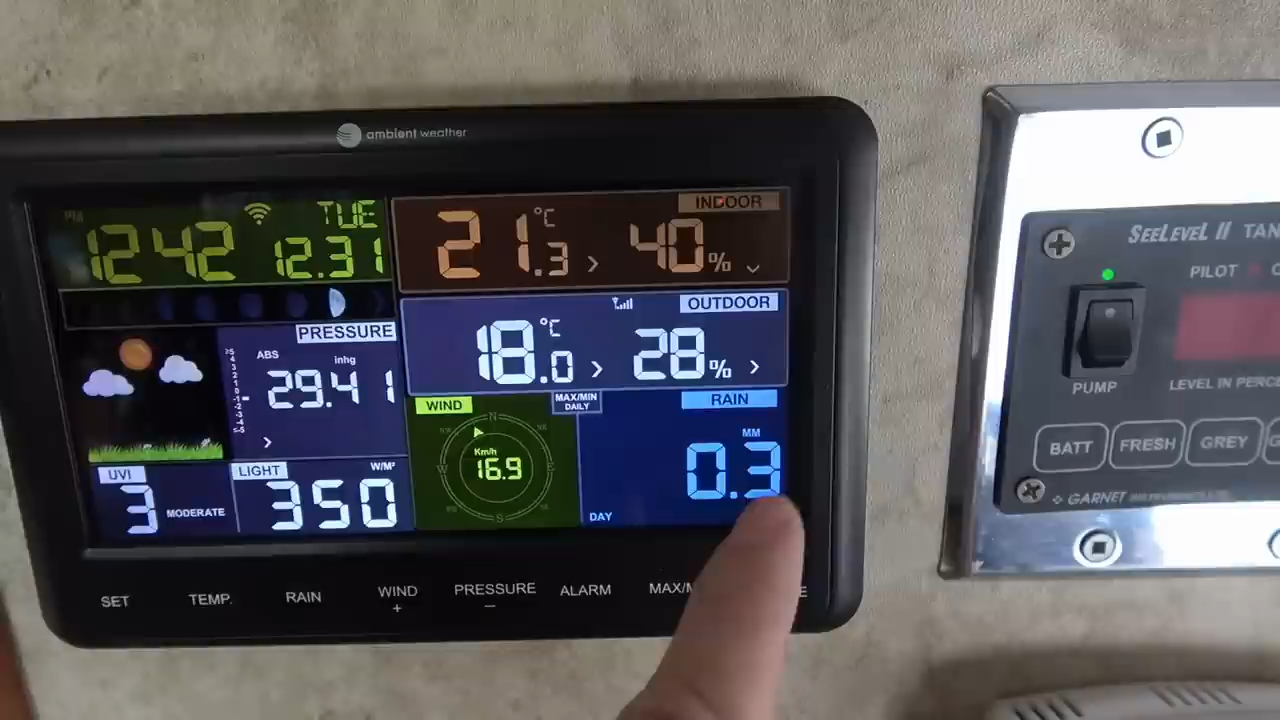 ambient weather
PM
12 42
TUE
12.31
INDOOR
21.3 °C
40%
OUTDOOR
18.0 °C
28%
PRESSURE
ABS
inhg
29.41
UVI
3
MODERATE
LIGHT
W/M²
350
WIND
MAX/MIN
DAILY
N
W
E
S
Km/h
16.9
RAIN
MM
0.3
DAY
SET
TEMP.
RAIN
WIND
+
PRESSURE
–
ALARM
SEELEVEL II
PILOT
PUMP
BATT
FRESH
GREY
GARNET